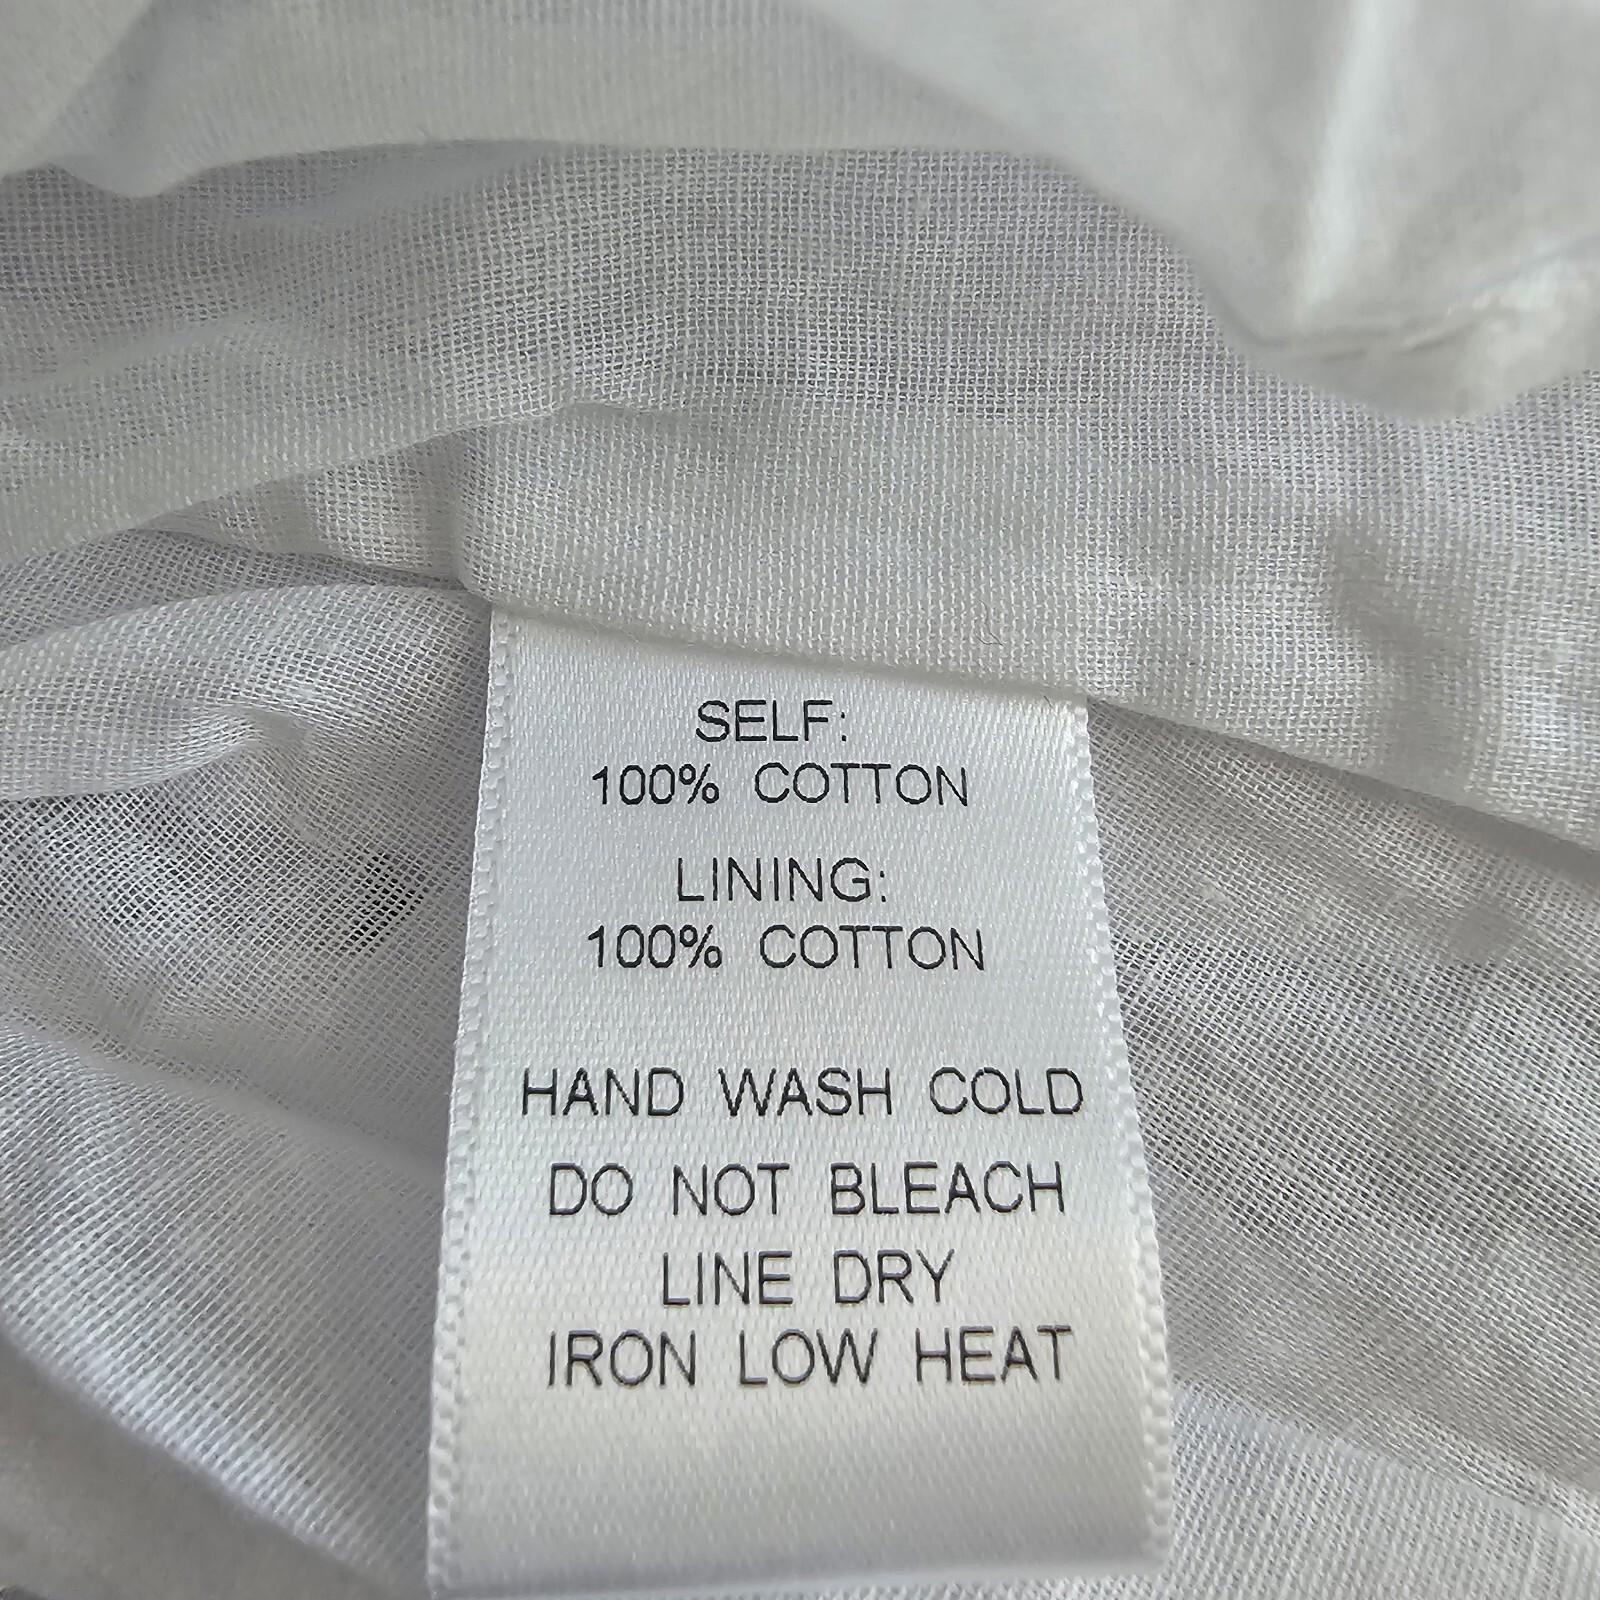 SELF:
100% COTTON
LINING:
100% COTTON
HAND WASH COLD
DO NOT BLEACH
LINE DRY
IRON LOW HEAT